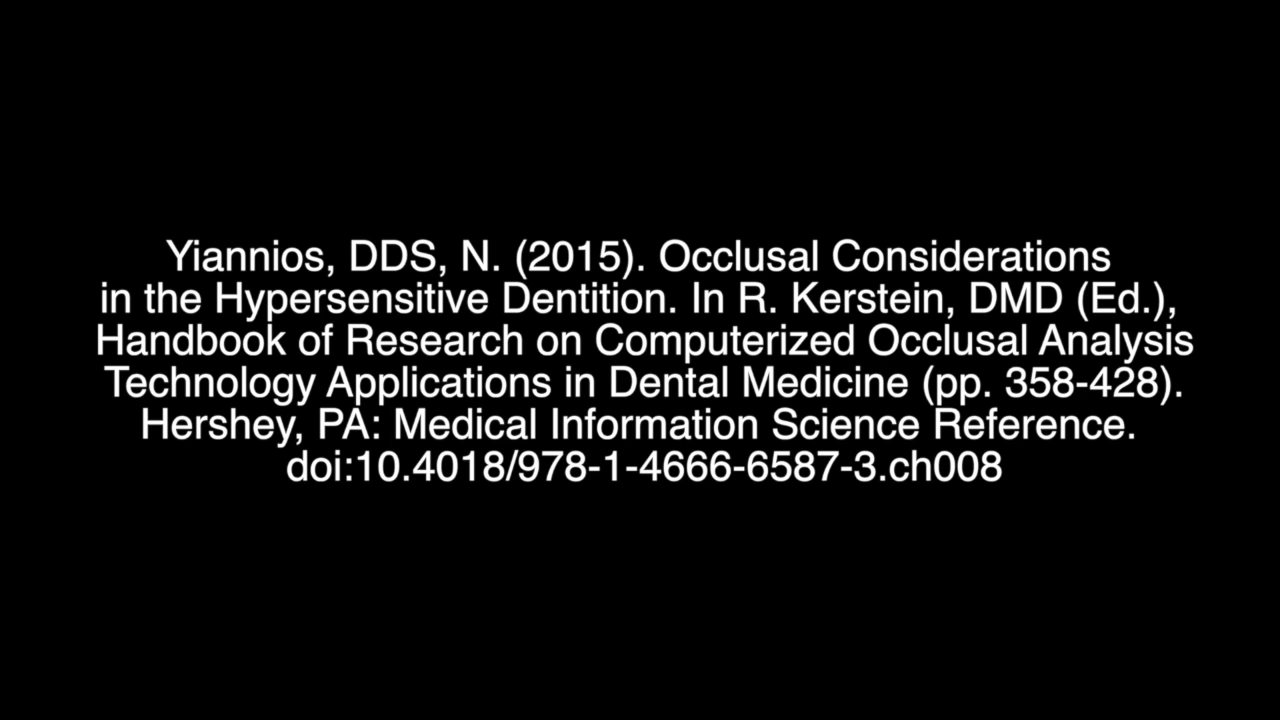 Yiannios, DDS, N. (2015). Occlusal Considerations
in the Hypersensitive Dentition. In R. Kerstein, DMD (Ed.),
Handbook of Research on Computerized Occlusal Analysis
Technology Applications in Dental Medicine (pp. 358-428).
Hershey, PA: Medical Information Science Reference.
doi:10.4018/978-1-4666-6587-3.ch008